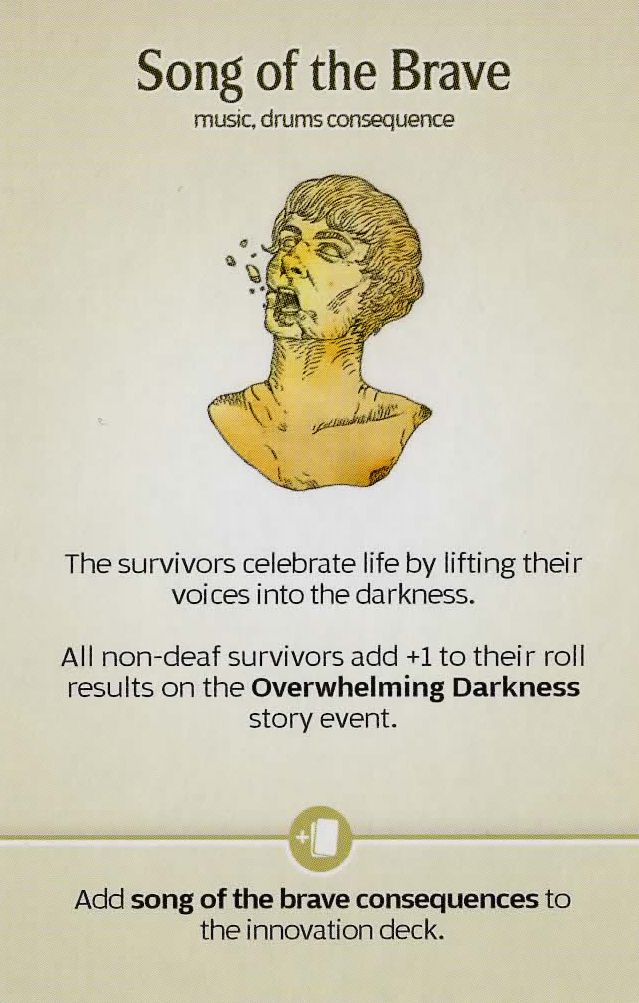 Song of the Brave
music, drums consequence
The survivors celebrate life by lifting their
voices into the darkness.
All non-deaf survivors add +1 to their roll
results on the Overwhelming Darkness
story event.
+
Add song of the brave consequences to
the innovation deck.